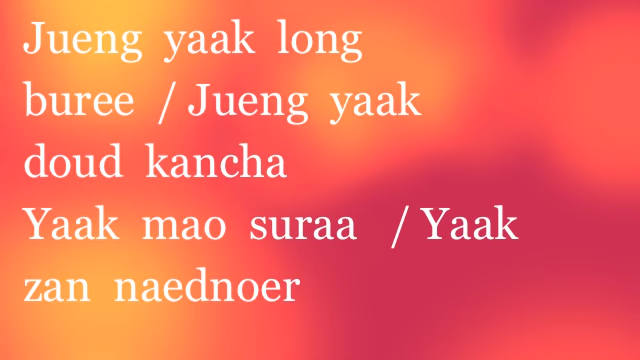 Jueng yaak long
buree / Jueng yaak
doud kancha
Yaak mao suraa / Yaak
zan naednoer